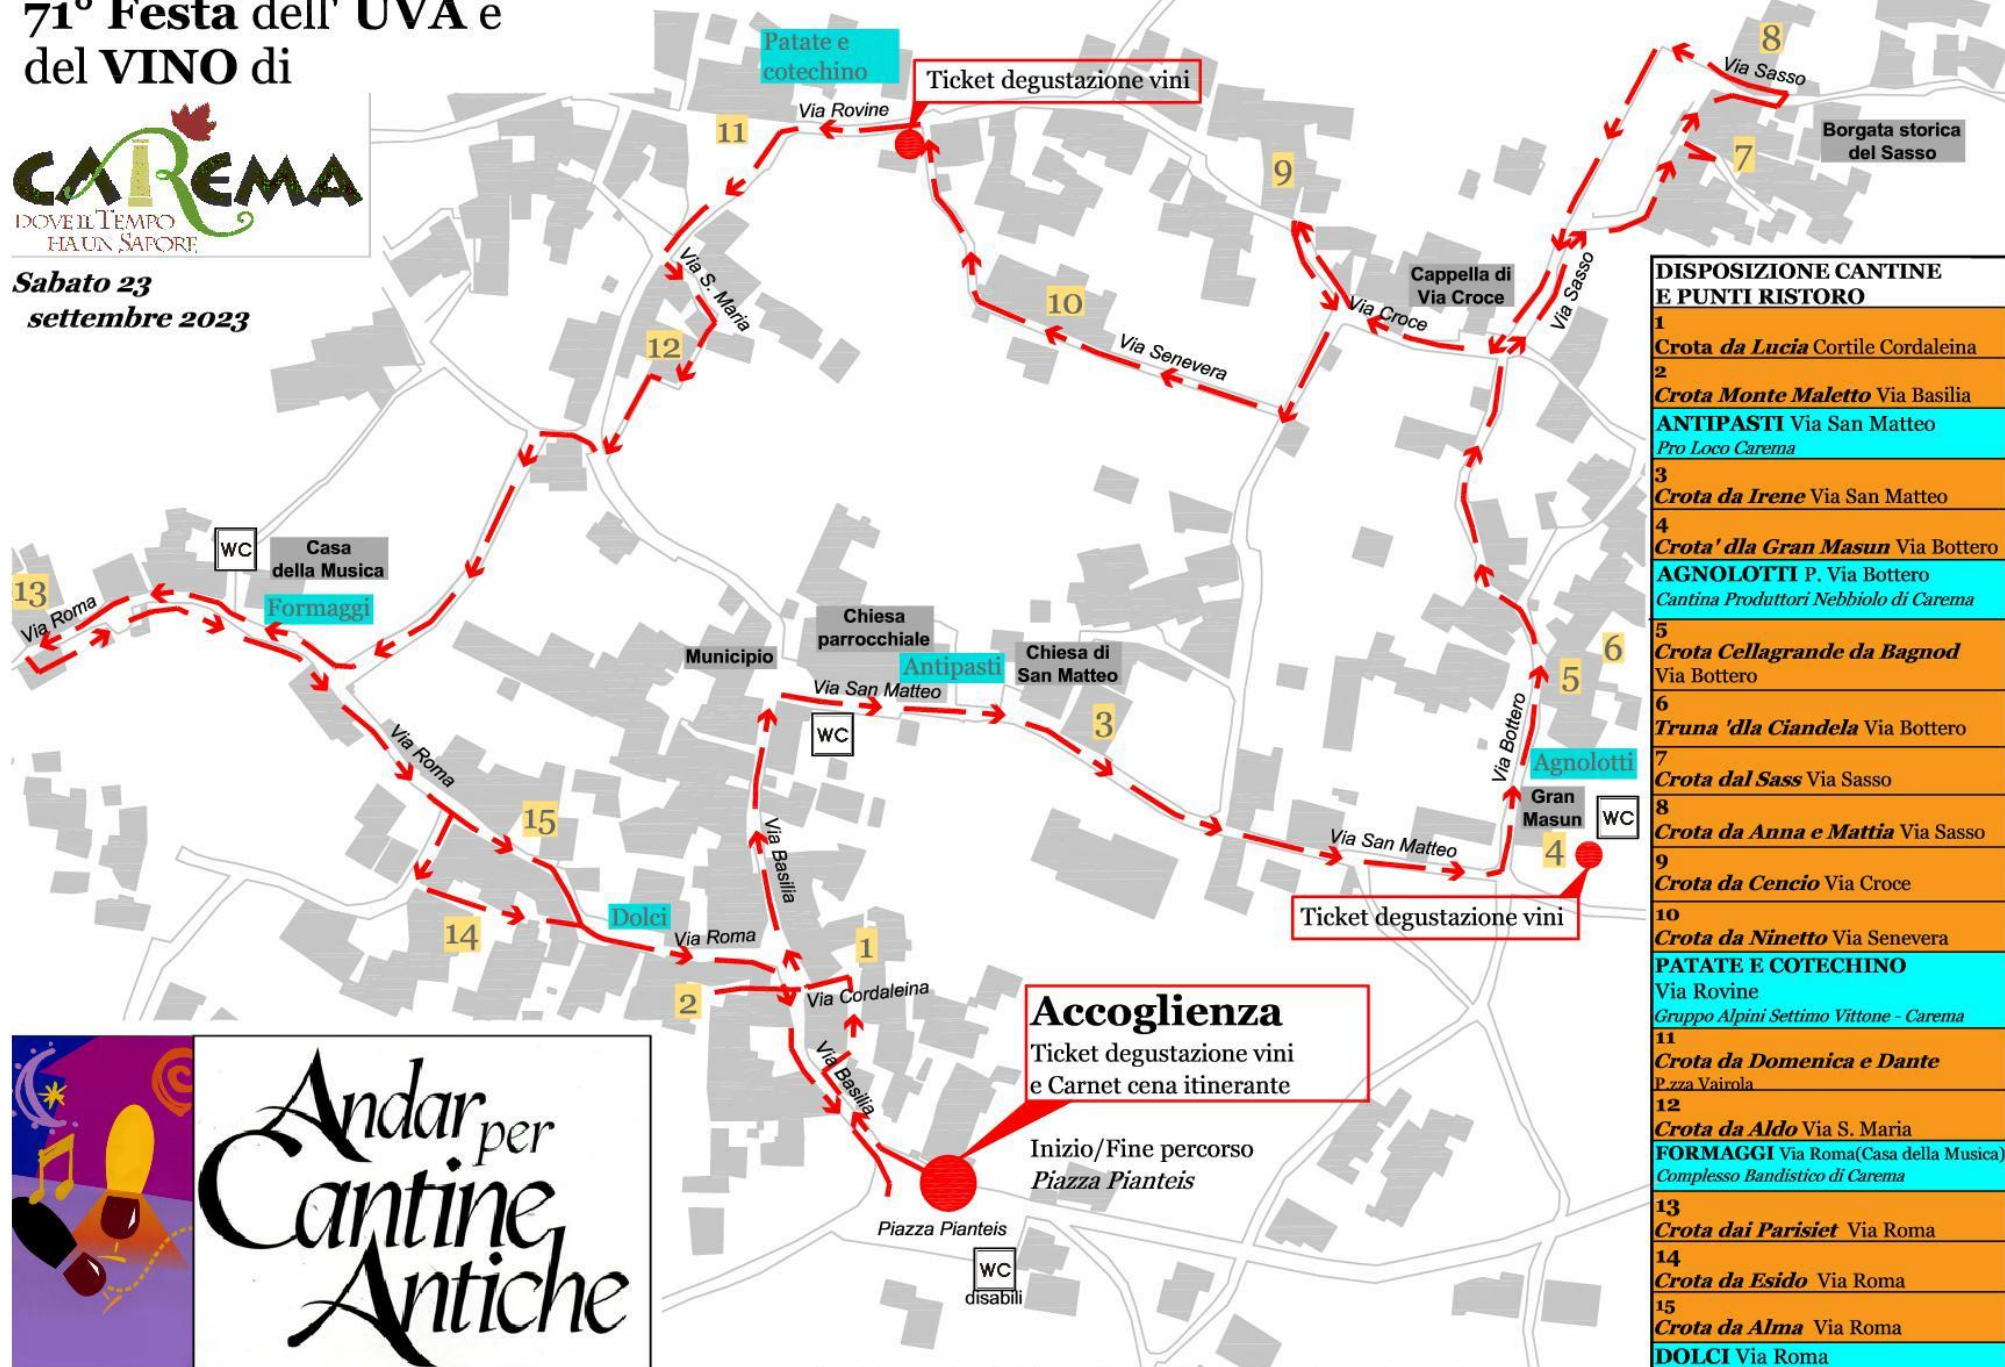 71° Festa dell' UVA e
del VINO di
CAREMA
DOVE IL TEMPO
HA UN SAPORE
Sabato 23
settembre 2023
Patate e
cotechino
Ticket degustazione vini
Via Rovine
11
8
Via Sasso
Borgata storica
del Sasso
7
9
Via S. Maria
12
10
Via Senevera
Via Croce
Cappella di
Via Croce
Via Sasso
WC
Casa
della Musica
Formaggi
13
Via Roma
Municipio
Chiesa
parrocchiale
Antipasti
Chiesa di
San Matteo
Via San Matteo
WC
3
6
5
Via Bottero
Agnolotti
Gran
Masun
WC
4
Via San Matteo
Ticket degustazione vini
Via Roma
15
14
Dolci
Via Roma
Via Basilia
1
2
Via Cordaleina
Via Basilia
Accoglienza
Ticket degustazione vini
e Carnet cena itinerante
Inizio/Fine percorso
Piazza Pianteis
Piazza Pianteis
WC
disabili
Andar per
Cantine
Antiche
DISPOSIZIONE CANTINE
E PUNTI RISTORO
1
Crota da Lucia Cortile Cordaleina
2
Crota Monte Maletto Via Basilia
ANTIPASTI Via San Matteo
Pro Loco Carema
3
Crota da Irene Via San Matteo
4
Crota' dla Gran Masun Via Bottero
AGNOLOTTI P. Via Bottero
Cantina Produttori Nebbiolo di Carema
5
Crota Cellagrande da Bagnod
Via Bottero
6
Truna 'dla Ciandela Via Bottero
7
Crota dal Sass Via Sasso
8
Crota da Anna e Mattia Via Sasso
9
Crota da Cencio Via Croce
10
Crota da Ninetto Via Senevera
PATATE E COTECHINO
Via Rovine
Gruppo Alpini Settimo Vittone - Carema
11
Crota da Domenica e Dante
P.zza Vairola
12
Crota da Aldo Via S. Maria
FORMAGGI Via Roma(Casa della Musica)
Complesso Bandistico di Carema
13
Crota dai Parisiet Via Roma
14
Crota da Esido Via Roma
15
Crota da Alma Via Roma
DOLCI Via Roma